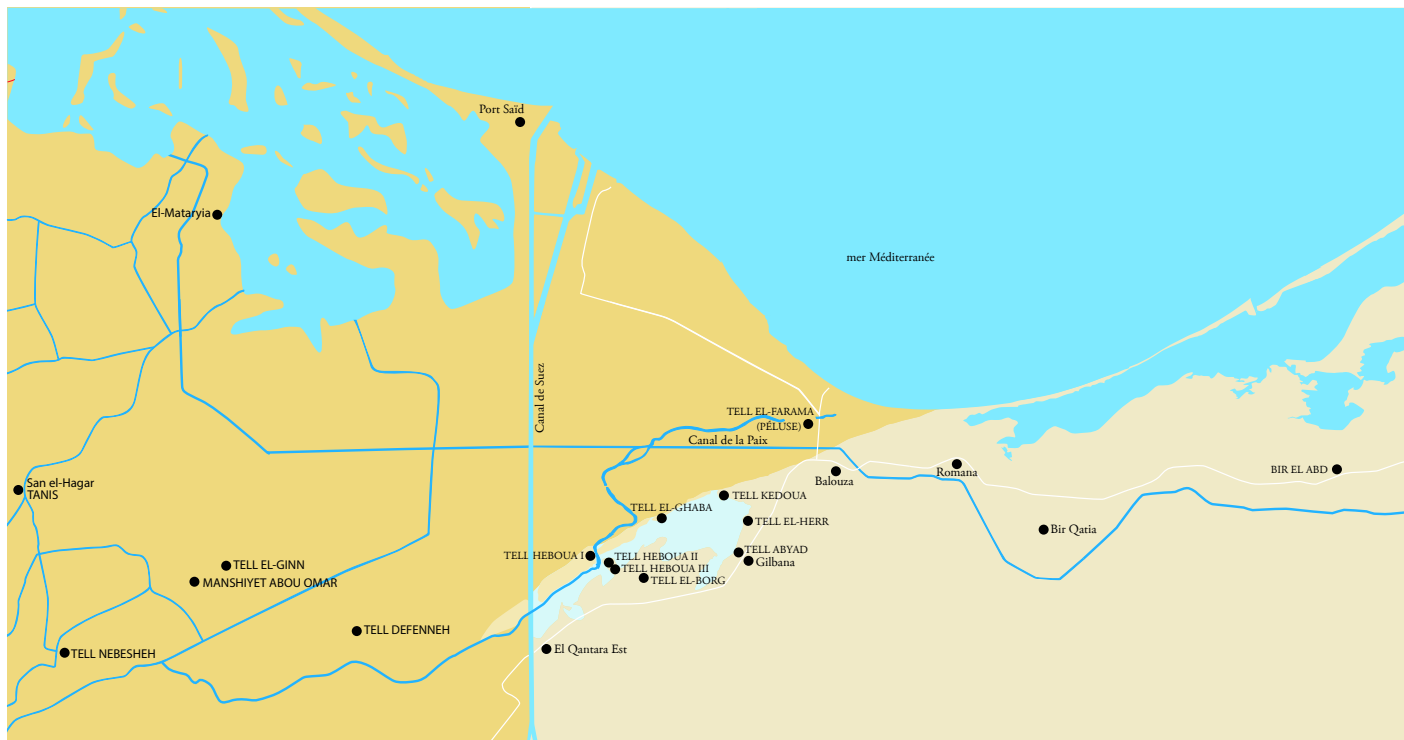 Port Saïd
El-Mataryia
mer Méditerranée
Canal de Suez
TELL EL-FARAMA
(PÉLUSE)
Canal de la Paix
Balouza
Romana
BIR EL ABD
San el-Hagar
TANIS
TELL KEDOUA
TELL EL-GHABA
TELL EL-HERR
Bir Qatia
TELL HEBOUA I
TELL HEBOUA II
TELL HEBOUA III
TELL ABYAD
Gilbana
TELL EL-BORG
TELL EL-GINN
MANSHIYET ABOU OMAR
TELL DEFENNEH
TELL NEBESHEH
El Qantara Est